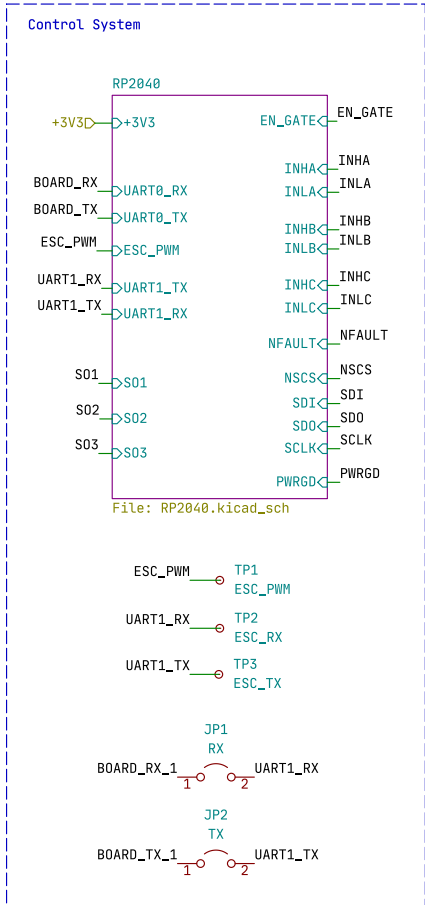 Control System
RP2040
+3V3 +3V3 EN_GATE EN_GATE
INHA INHA
BOARD_RX UART0_RX INLA INLA
BOARD_TX UART0_TX INHB INHB
ESC_PWM ESC_PWM INLB INLB
UART1_RX UART1_TX INHC INHC
UART1_TX UART1_RX INLC INLC
NFAULT NFAULT
SO1 SO1 NSCS NSCS
SDI SDI
SO2 SO2 SDO SDO
SO3 SO3 SCLK SCLK
PWRGD PWRGD
File: RP2040.kicad_sch
ESC_PWM TP1
ESC_PWM
UART1_RX TP2
ESC_RX
UART1_TX TP3
ESC_TX
JP1
RX
BOARD_RX_1 UART1_RX
1 2
JP2
TX
BOARD_TX_1 UART1_TX
1 2